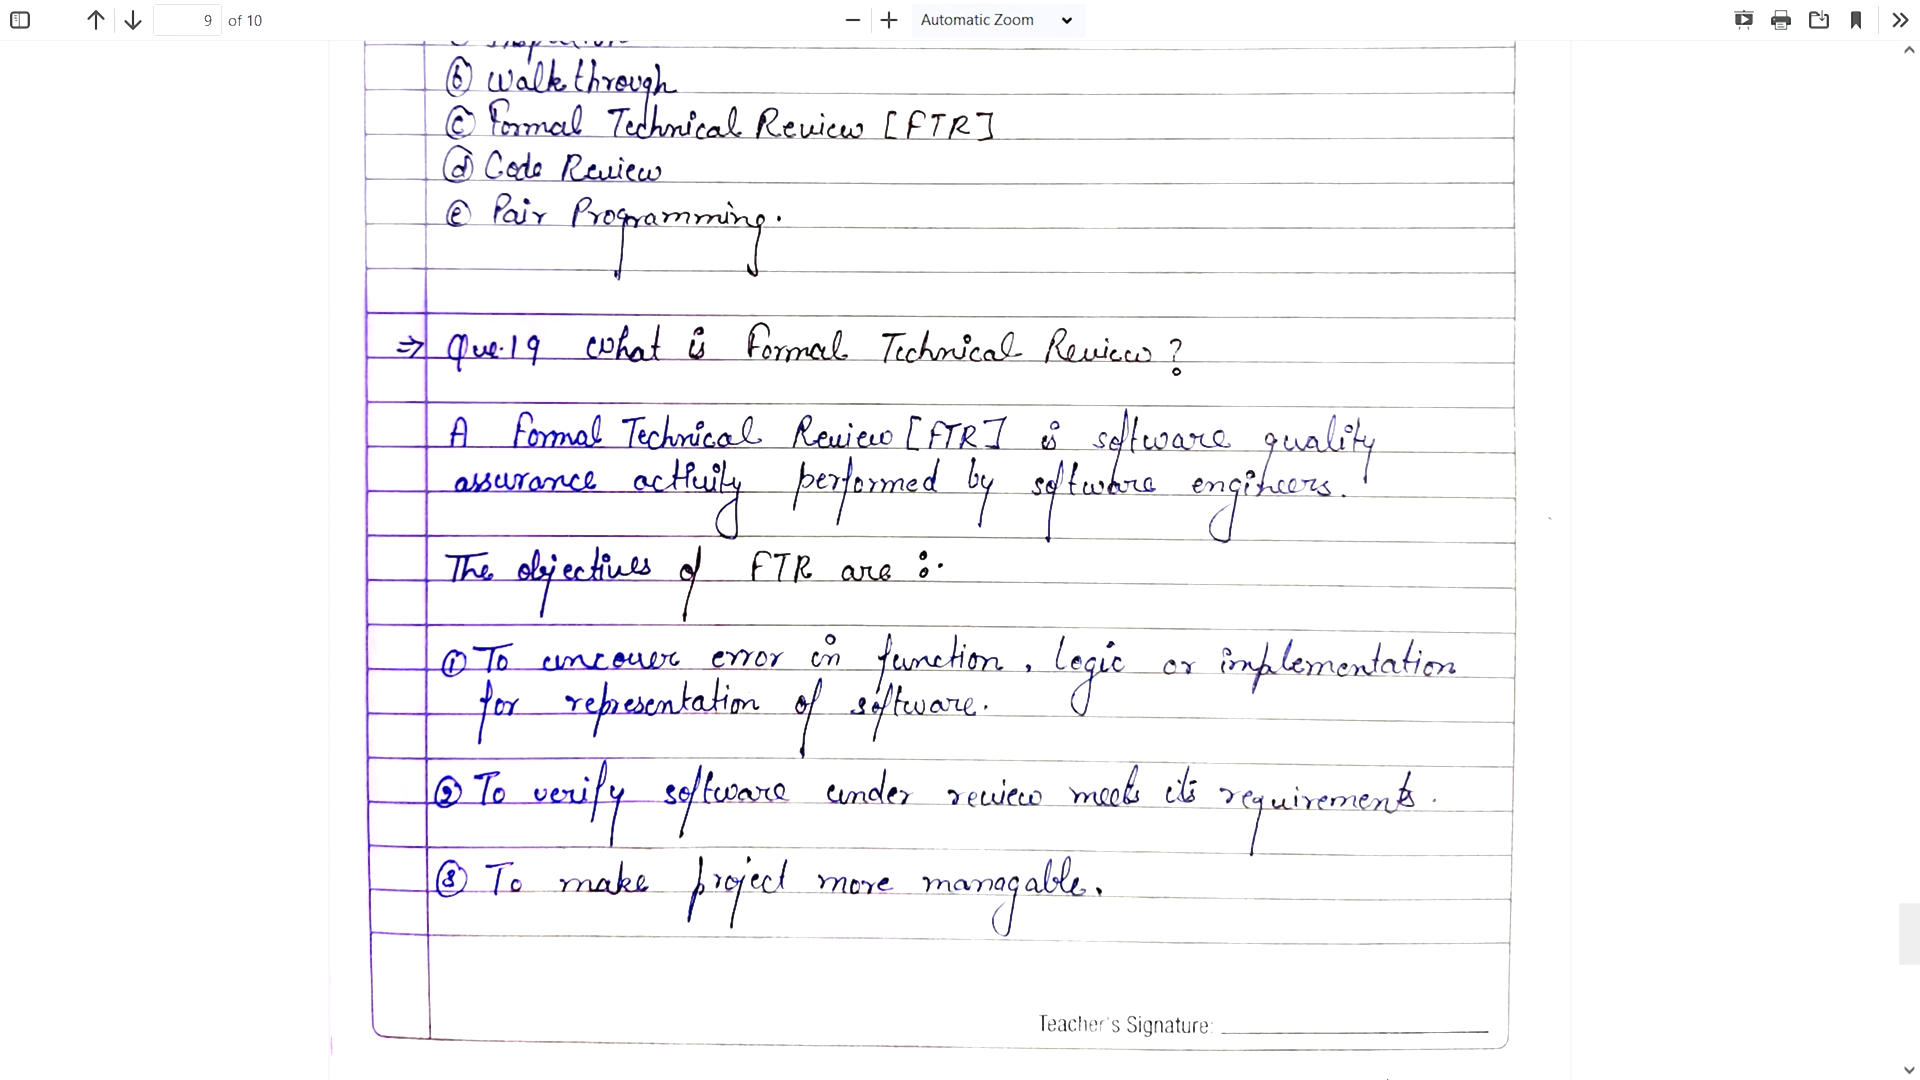 9 of 10
Automatic Zoom
ⓑ Walkthrough
ⓒ Formal Technical Review [FTR]
ⓓ Code Review
ⓔ Pair Programming.
⇒ Que.19 What is Formal Technical Review?
A Formal Technical Review [FTR] is software quality
assurance activity performed by software engineers.
The objectives of FTR are :-
① To uncover error in function, logic or implementation
for representation of software.
② To verify software under review meets its requirements.
③ To make project more managable.
Teacher's Signature: